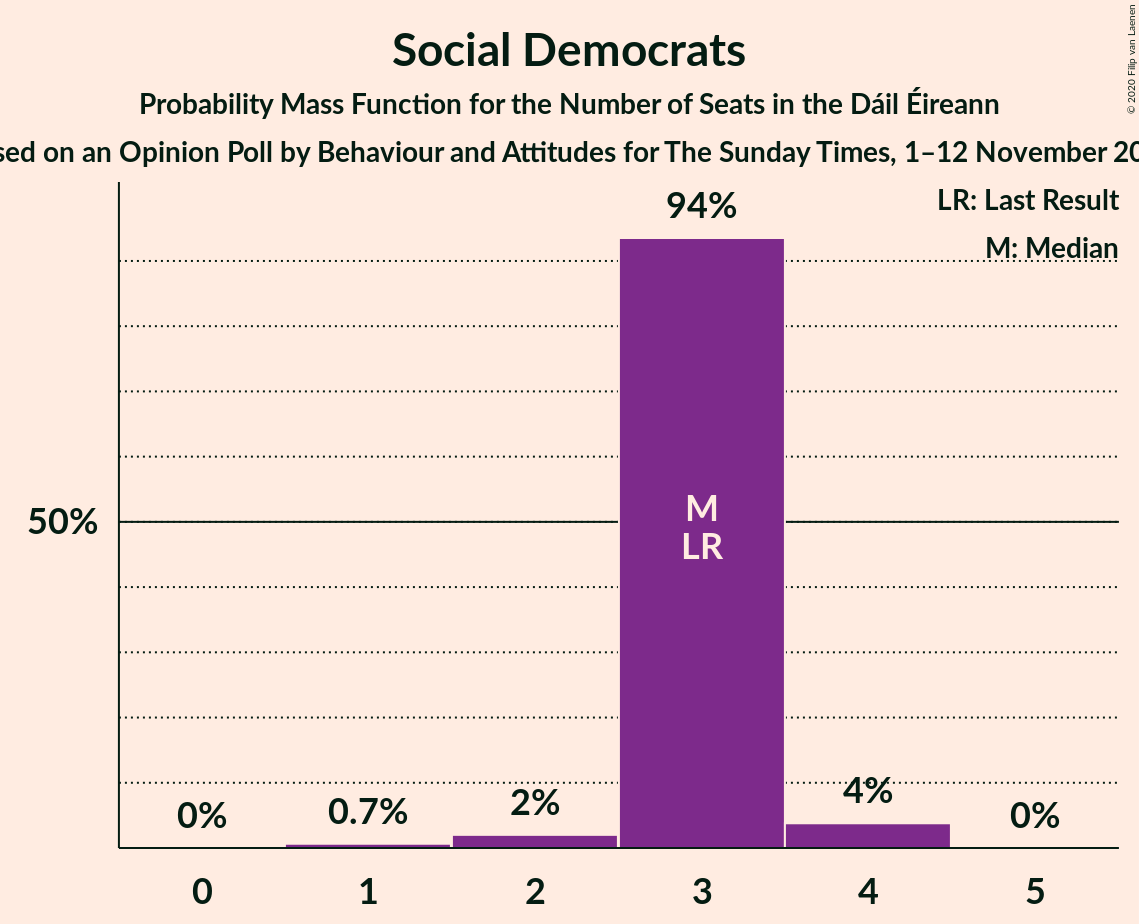 Social Democrats
Probability Mass Function for the Number of Seats in the Dáil Éireann
on an Opinion Poll by Behaviour and Attitudes for The Sunday Times, 1–12 November
© 2020 Filip van Laenen
LR: Last Result
M: Median
94%
50%
M
LR
0%
0.7%
2%
4%
0%
0
1
2
3
4
5